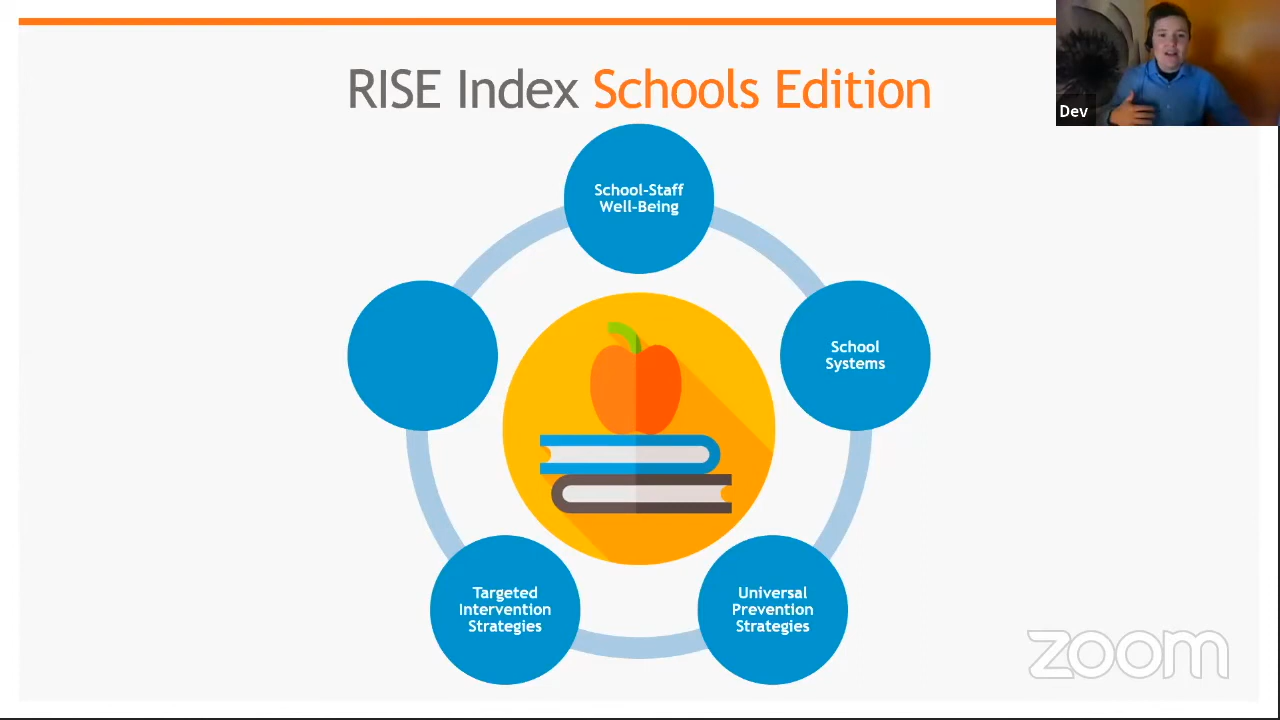 RISE Index Schools Edition
Dev
School-Staff
Well-Being
School
Systems
Targeted
Intervention
Strategies
Universal
Prevention
Strategies
zoom